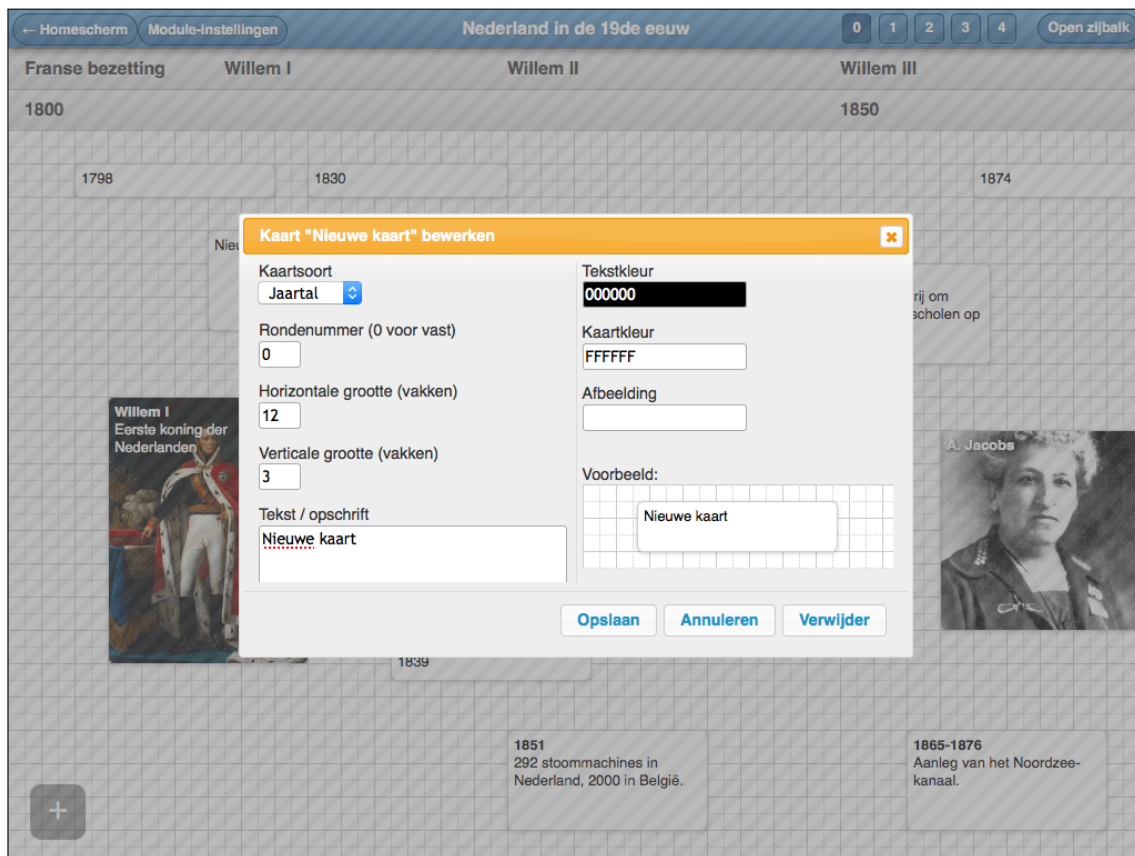 ← Homescherm Module-instellingen Nederland in de 19de eeuw 0 1 2 3 4 Open zijbalk
Franse bezetting Willem I Willem II Willem III
1800 1850
1798 1830 1874
Kaart "Nieuwe kaart" bewerken
Kaartsoort
Jaartal
Rondenummer (0 voor vast)
0
Horizontale grootte (vakken)
12
Verticale grootte (vakken)
3
Tekst / opschrift
Nieuwe kaart
Tekstkleur
000000
Kaartkleur
FFFFFF
Afbeelding
Voorbeeld:
Nieuwe kaart
Opslaan Annuleren Verwijder
rij om
scholen op
Willem I
Eerste koning der
Nederlanden
A. Jacobs
1839
1851
292 stoommachines in
Nederland, 2000 in België.
1865-1876
Aanleg van het Noordzee-
kanaal.
+